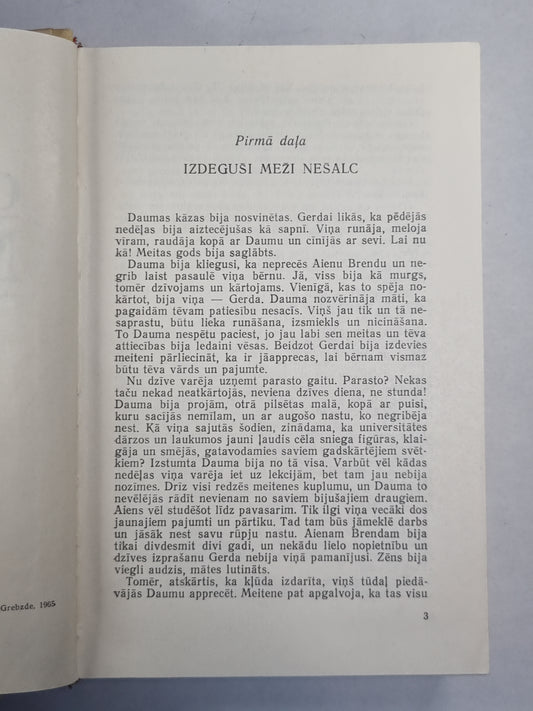 Grebzde, 1965
Pirmā daļa
IZDEGUŠI MEŽI NESALC
Daumas kāzas bija nosvinētas. Gerdai likās, ka pēdējās
nedēļas bija aiztecējušas kā sapnī. Viņa runāja, meloja
viram, raudāja kopā ar Daumu un cīnījās ar sevi. Lai nu
kā! Meitas gods bija saglābts.
Dauma bija kliegusi, ka neprecēs Aienu Brendu un ne-
grib laist pasaulē viņa bērnu. Jā, viss bija kā murgs,
tomēr dzīvojams un kārtojams. Vienīgā, kas to spēja no-
kārtot, bija viņa — Gerda. Dauma nozvērināja māti, ka
pagaidām tēvam patiesību nesacīs. Viņš jau tik un tā ne-
saprastu, būtu lieka runāšana, izsmiekls un nicināšana.
To Dauma nespētu paciest, jo jau labi sen meitas un tēva
attiecības bija ledaini vēsas. Beidzot Gerdai bija izdevies
meiteni pārliecināt, ka ir jāapprecas, lai bērnam vismaz
būtu tēva vārds un pajumte.
Nu dzīve varēja uzņemt parasto gaitu. Parasto? Nekas
taču nekad neatkārtojās, neviena dzīves diena, ne stunda!
Dauma bija projām, otrā pilsētas malā, kopā ar puisi,
kuru sacījās nemīlam, un ar augošo nastu, ko negribēja
nest. Kā viņa sajutās šodien, zinādama, ka universitātes
dārzos un laukumos jauni ļaudis cēla sniega figūras, klai-
gāja un smējās, gatavodamies saviem gadskārtējiem svēt-
kiem? Izstumta Dauma bija no tā visa. Varbūt vēl kādas
nedēļas viņa varēja iet uz lekcijām, bet tam jau nebija
nozīmes. Drīz visi redzēs meitenes kuplumu, un Dauma to
nevēlējās rādīt nevienam no saviem bijušajiem draugiem.
Aiens vēl studēšot līdz pavasarim. Tik ilgi viņa vecāki dos
jaunajiem pajumti un pārtiku. Tad tam būs jāmeklē darbs
un jāsāk nest savu rūpju nastu. Aienam Brendam bija
tikai divdesmit divi gadi, un nekādu lielo nopietnību un
dzīves izprašanu Gerda nebija viņā pamanījusi. Zēns bija
viegli audzis, mātes lutināts.
Tomēr, atskārtis, ka kļūda izdarīta, viņš tūdaļ piedā-
vājās Daumu apprecēt. Meitene pat apgalvoja, ka tas visu
3